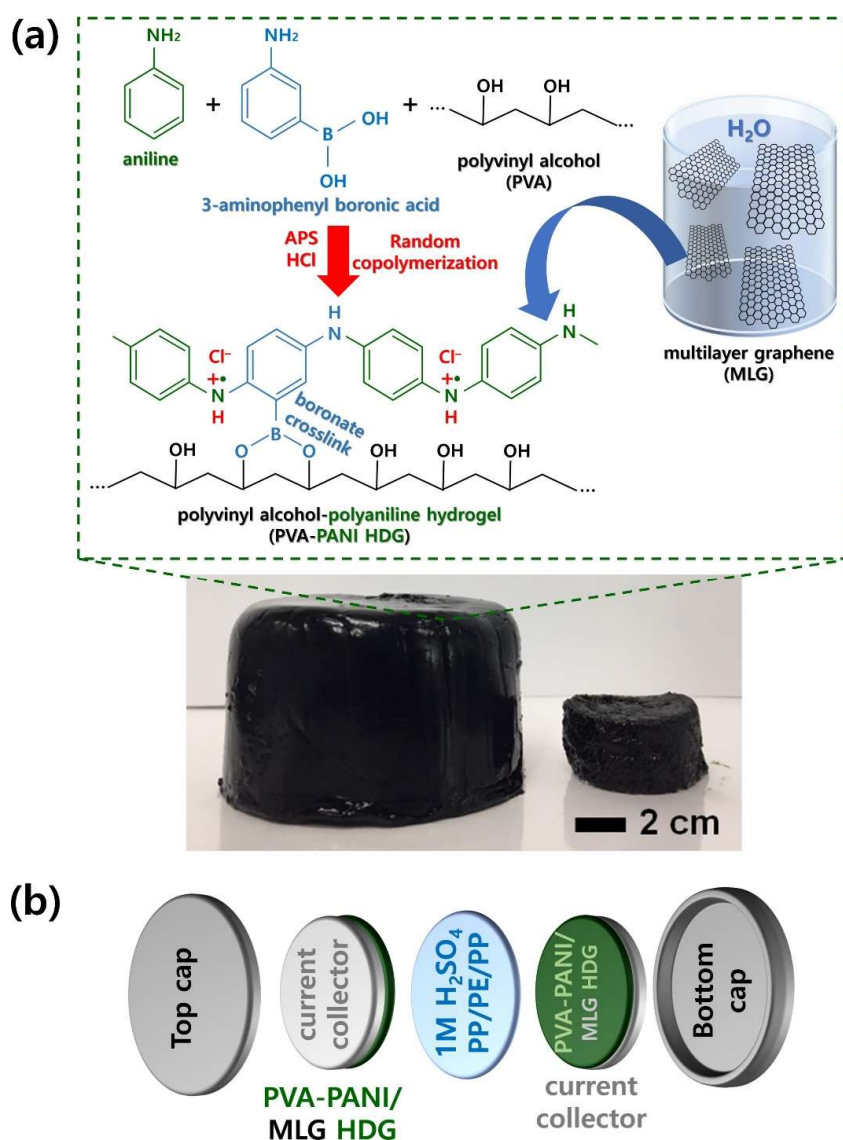 (a)
NH₂
NH₂
+
+
OH
OH
...
...
B
OH
OH
aniline
polyvinyl alcohol
(PVA)
3-aminophenyl boronic acid
H₂O
APS
HCl
Random
copolymerization
multilayer graphene
(MLG)
H
N
H
N
Cl⁻
Cl⁻
+•
+•
N
N
H
H
boronate
crosslink
B
O
O
OH
OH
OH
OH
...
...
polyvinyl alcohol-polyaniline hydrogel
(PVA-PANI HDG)
2 cm
(b)
Top cap
current
collector
1M H₂SO₄
PP/PE/PP
PVA-PANI/
MLG HDG
Bottom
cap
PVA-PANI/
MLG HDG
current
collector